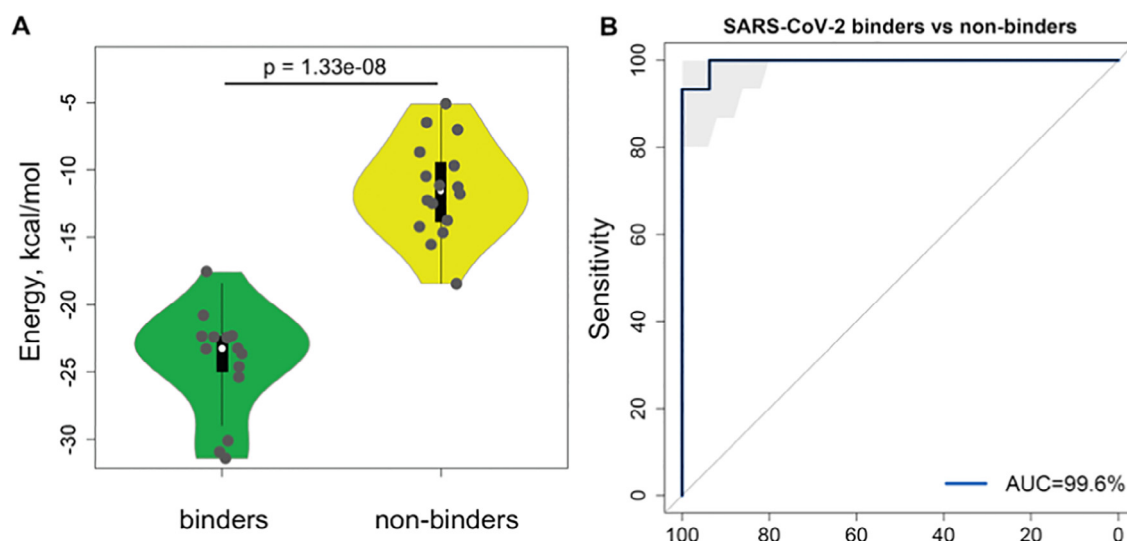 A
p = 1.33e-08
Energy, kcal/mol
-5
-10
-15
-20
-25
-30
binders
non-binders
B
SARS-CoV-2 binders vs non-binders
Sensitivity
100
80
60
40
20
0
AUC=99.6%
100
80
60
40
20
0